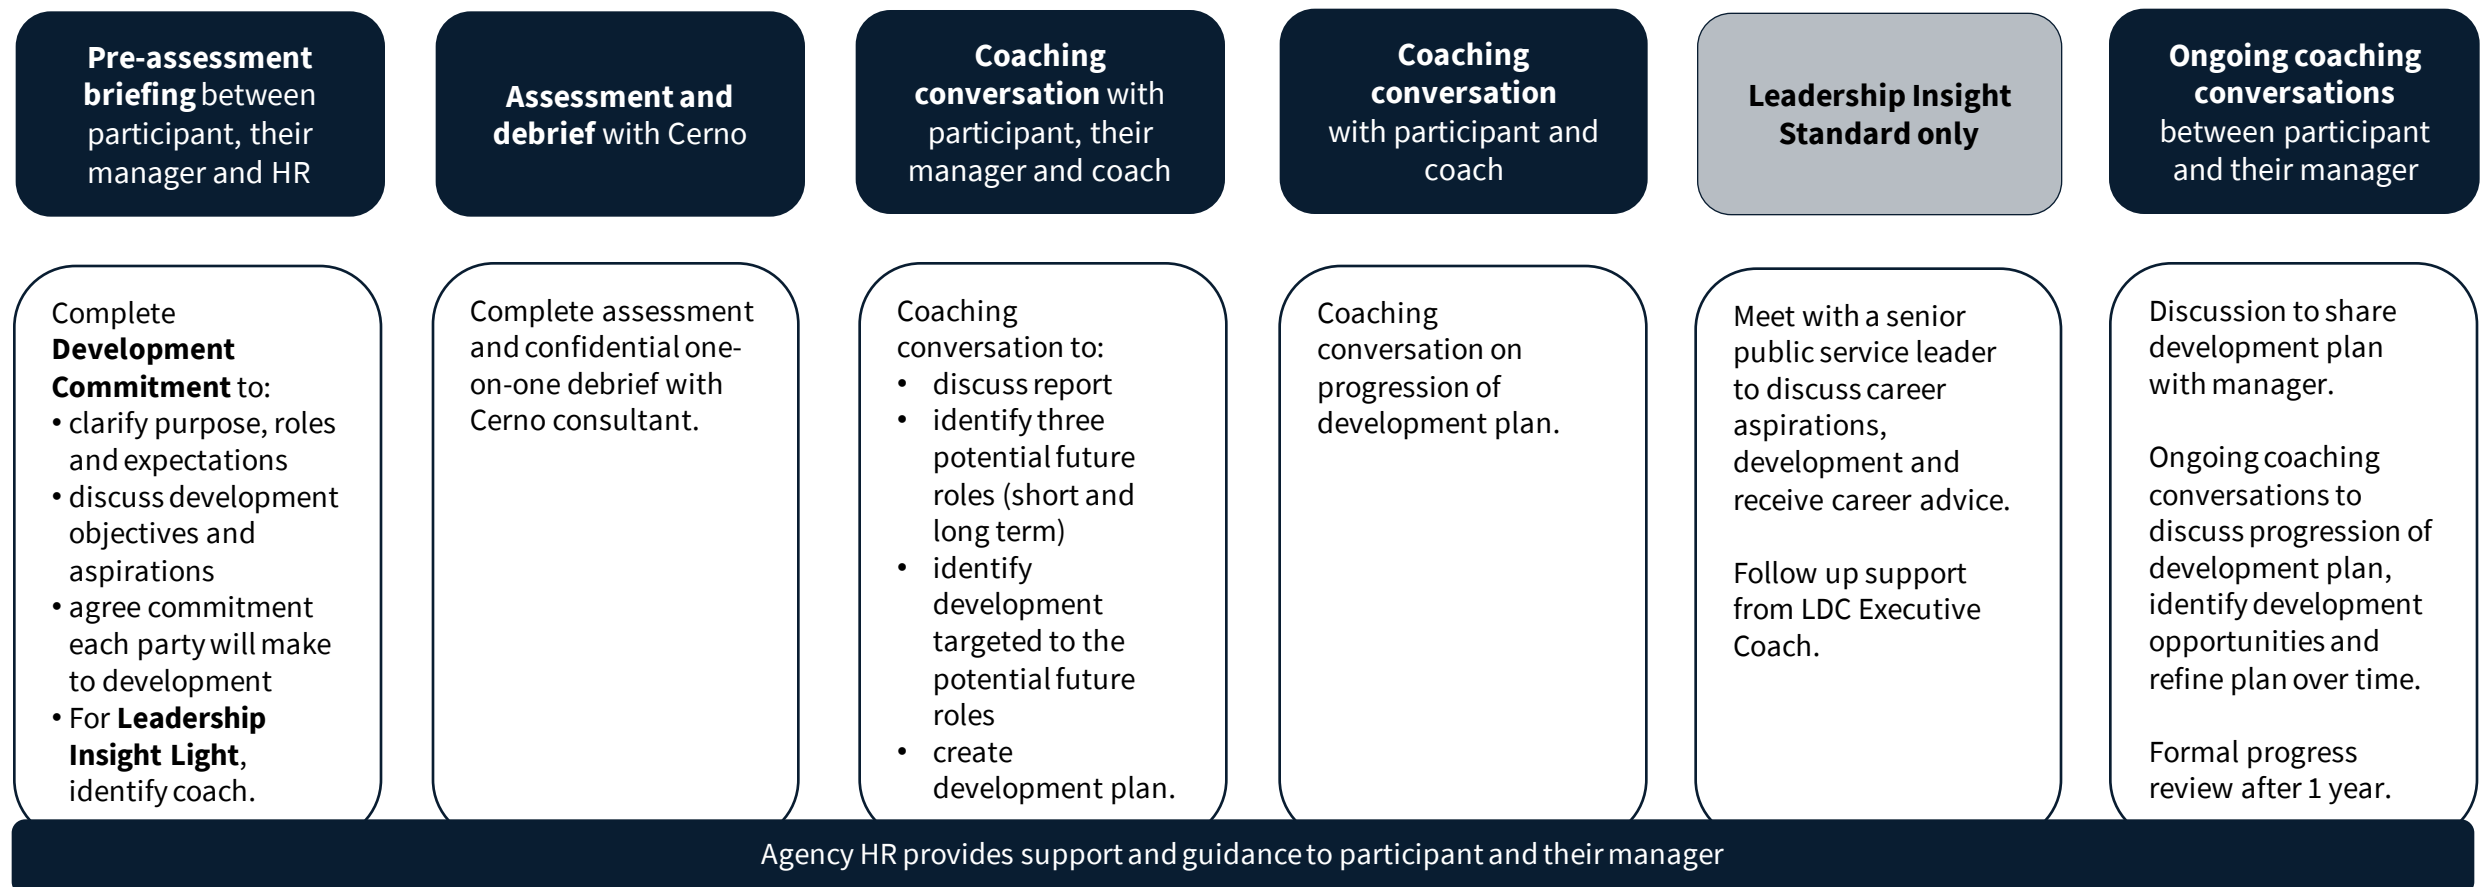 Pre-assessment
briefing between
participant, their
manager and HR
Assessment and
debrief with Cerno
Coaching
conversation with
participant, their
manager and coach
Coaching
conversation
with participant and
coach
Leadership Insight
Standard only
Ongoing coaching
conversations
between participant
and their manager
Complete
Development
Commitment to:
• clarify purpose, roles
and expectations
• discuss development
objectives and
aspirations
• agree commitment
each party will make
to development
• For Leadership
Insight Light,
identify coach.
Complete assessment
and confidential one-
on-one debrief with
Cerno consultant.
Coaching
conversation to:
• discuss report
• identify three
potential future
roles (short and
long term)
• identify
development
targeted to the
potential future
roles
• create
development plan.
Coaching
conversation on
progression of
development plan.
Meet with a senior
public service leader
to discuss career
aspirations,
development and
receive career advice.
Follow up support
from LDC Executive
Coach.
Discussion to share
development plan
with manager.
Ongoing coaching
conversations to
discuss progression of
development plan,
identify development
opportunities and
refine plan over time.
Formal progress
review after 1 year.
Agency HR provides support and guidance to participant and their manager